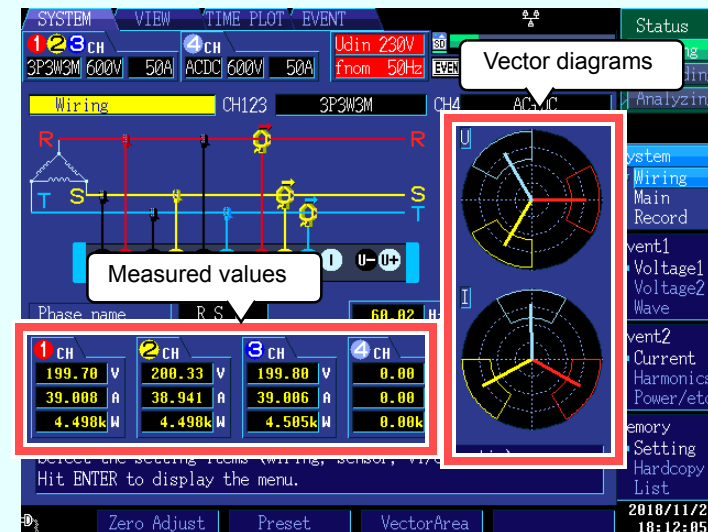 SYSTEM VIEW TIME PLOT EVENT
Status
1 2 3 CH
4 CH
Udin 230V
SD
3P3W3M 600V 50A ACDC 600V 50A
fnom 50Hz
Vector diagrams
Analyzin
Wiring CH123 3P3W3M CH4
R R
U
T S S
T
I U- U+
Measured values
I
Phase name R S 60.02
1 CH 2 CH 3 CH 4 CH
199.70 V 200.33 V 199.80 V 0.00
39.008 A 38.941 A 39.006 A 0.00
4.498k W 4.498k W 4.505k W 0.00k
Hit ENTER to display the menu.
ystem
Wiring
Main
Record
vent1
Voltage1
Voltage2
Wave
vent2
Current
Harmonics
Power/etc
emory
Setting
Hardcopy
List
Zero Adjust Preset VectorArea
2018/11/2
18:12:05